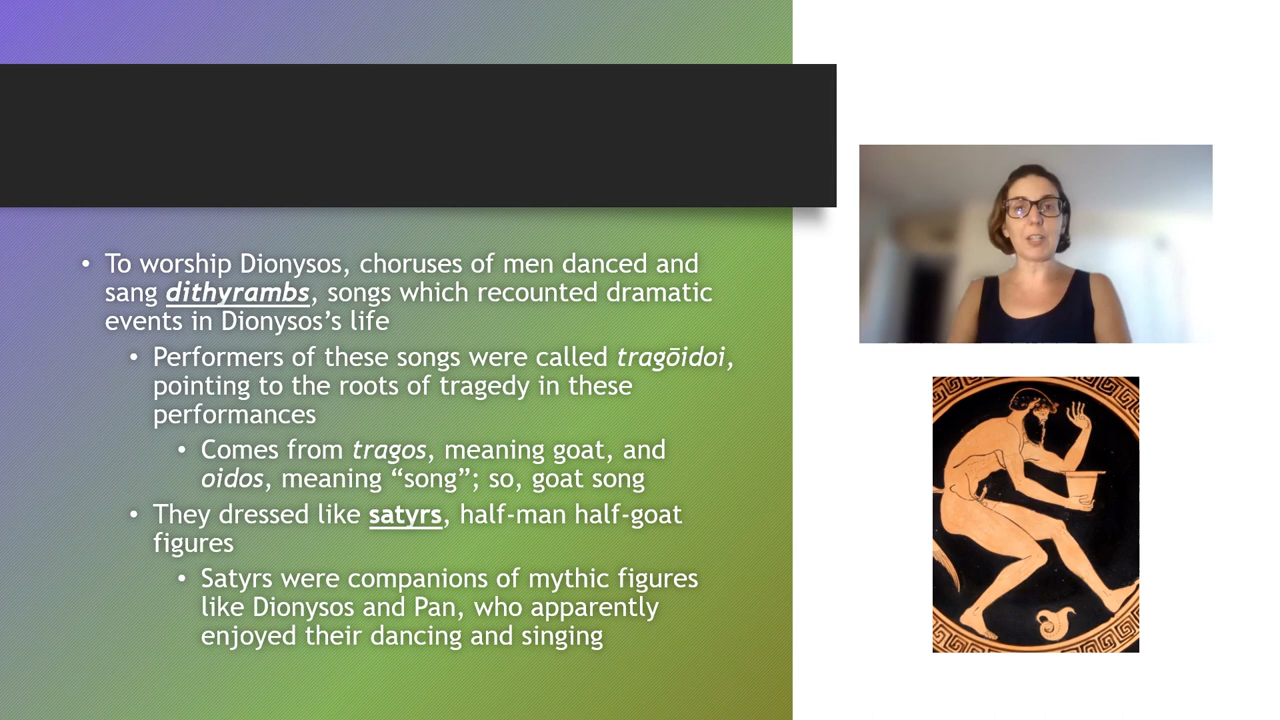 • To worship Dionysos, choruses of men danced and
sang dithyrambs, songs which recounted dramatic
events in Dionysos’s life
• Performers of these songs were called tragōidoi,
pointing to the roots of tragedy in these
performances
• Comes from tragos, meaning goat, and
oidos, meaning “song”; so, goat song
• They dressed like satyrs, half-man half-goat
figures
• Satyrs were companions of mythic figures
like Dionysos and Pan, who apparently
enjoyed their dancing and singing